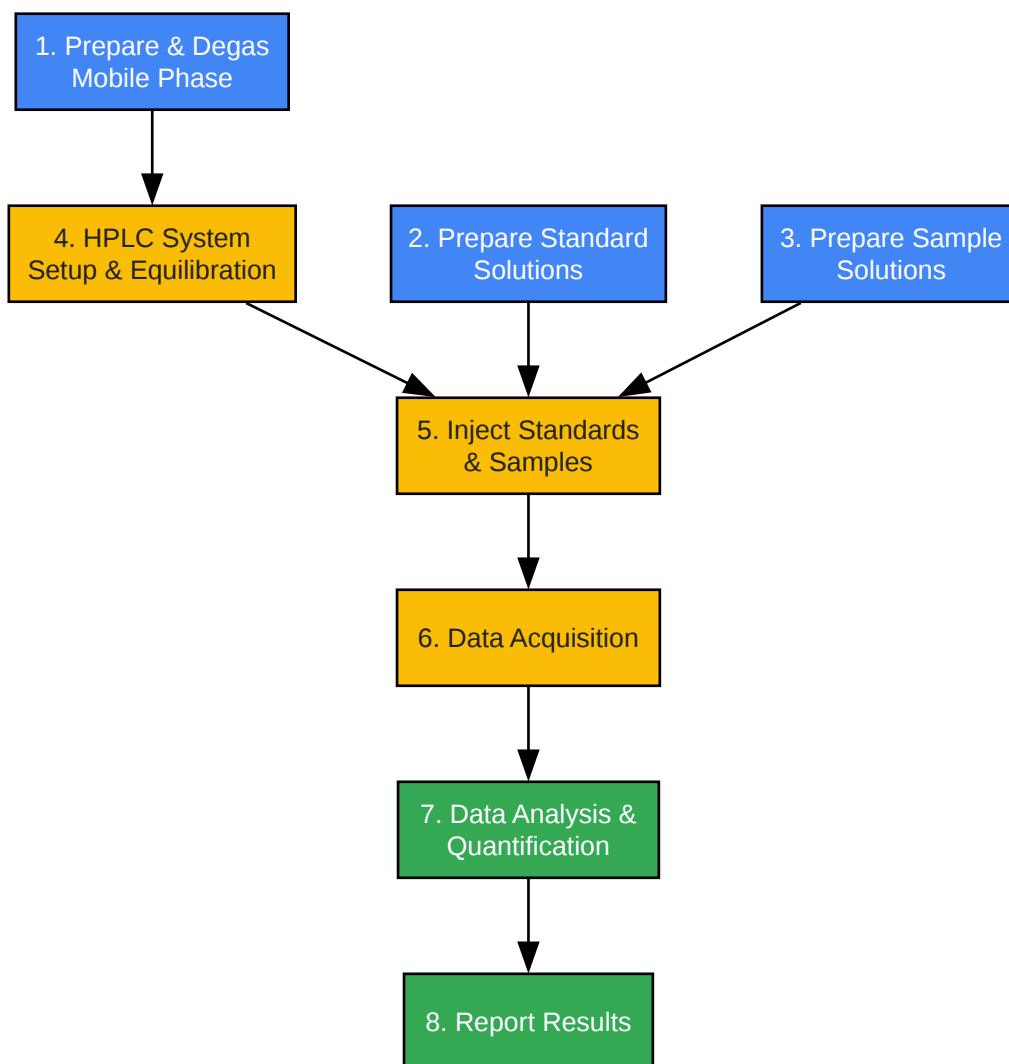 1. Prepare & Degas
Mobile Phase
4. HPLC System
Setup & Equilibration
2. Prepare Standard
Solutions
3. Prepare Sample
Solutions
5. Inject Standards
& Samples
6. Data Acquisition
7. Data Analysis &
Quantification
8. Report Results